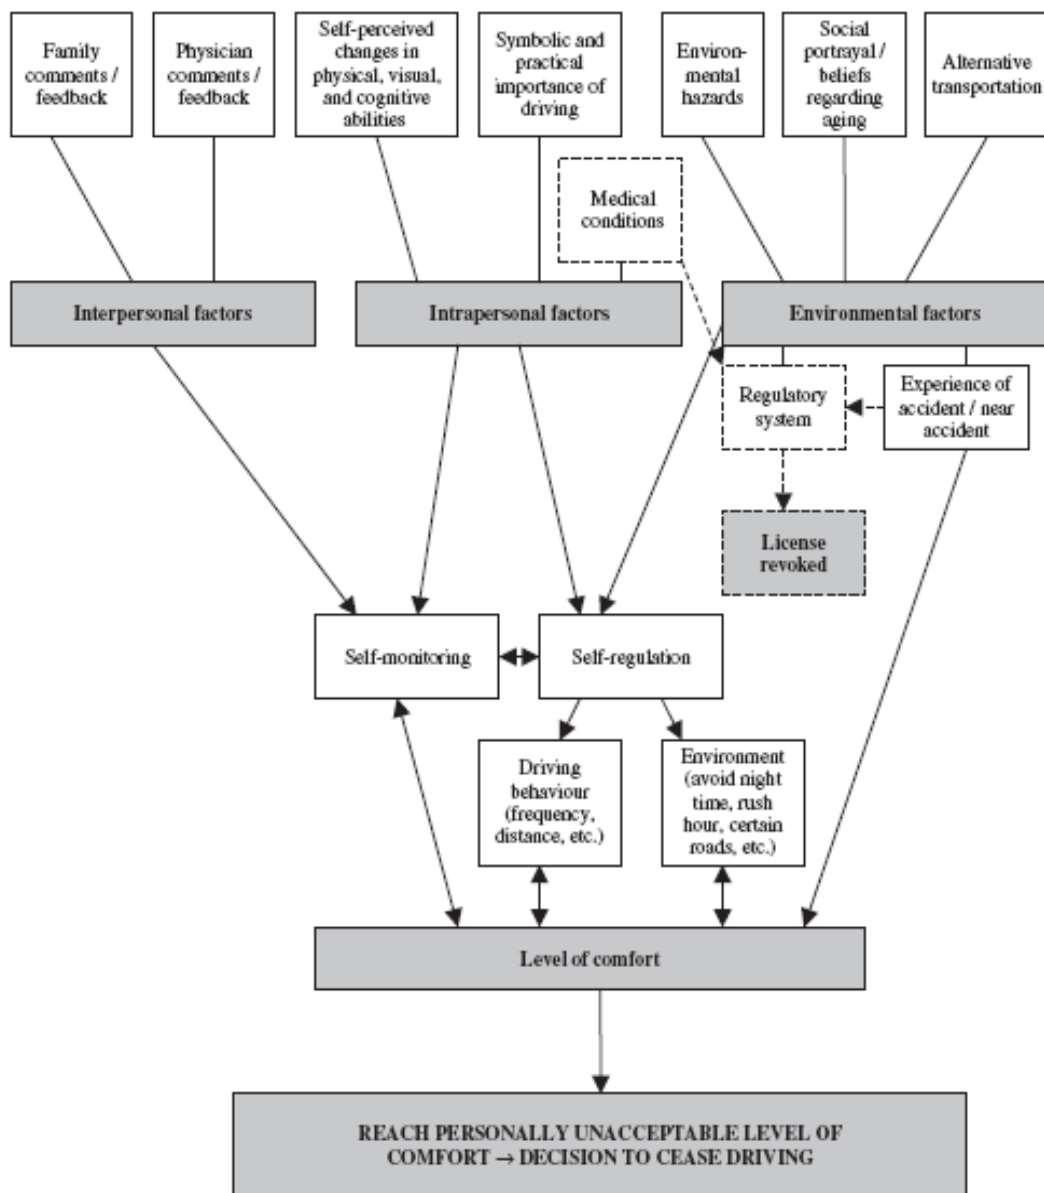 Family
comments /
feedback
Physician
comments /
feedback
Self-perceived
changes in
physical, visual,
and cognitive
abilities
Symbolic and
practical
importance of
driving
Environ-
mental
hazards
Social
portrayal /
beliefs
regarding
aging
Alternative
transportation
Medical
conditions
Interpersonal factors
Intrapersonal factors
Environmental factors
Regulatory
system
Experience of
accident / near
accident
License
revoked
Self-monitoring
Self-regulation
Driving
behaviour
(frequency,
distance, etc.)
Environment
(avoid night
time, rush
hour, certain
roads, etc.)
Level of comfort
REACH PERSONALLY UNACCEPTABLE LEVEL OF
COMFORT → DECISION TO CEASE DRIVING